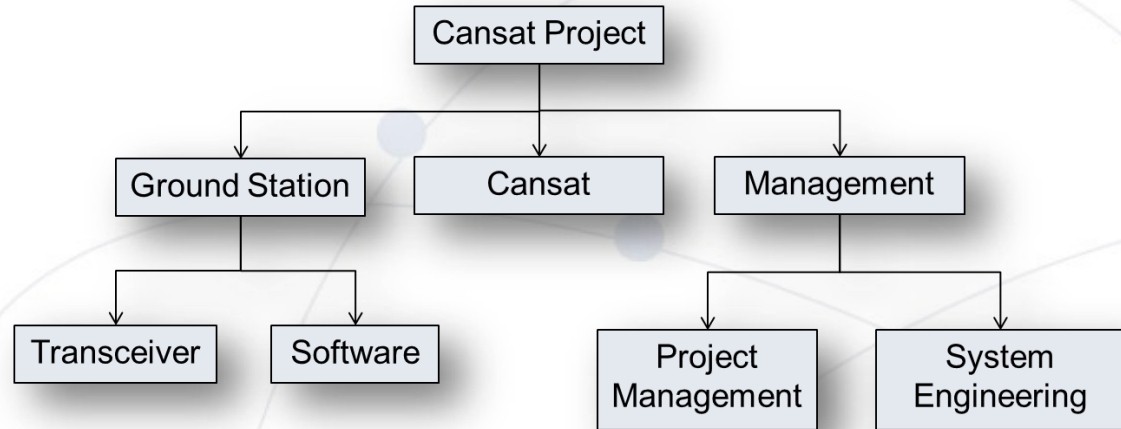 Cansat Project
Ground Station
Cansat
Management
Transceiver
Software
Project
Management
System
Engineering